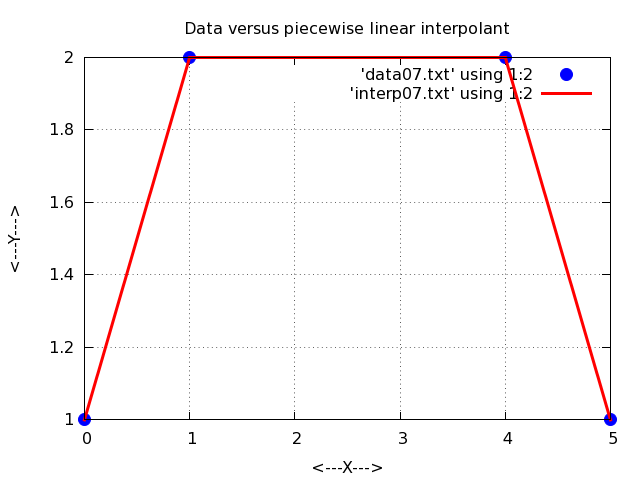 Data versus piecewise linear interpolant
'data07.txt' using 1:2
'interp07.txt' using 1:2
2
1.8
1.6
1.4
1.2
1
<---Y--->
0 1 2 3 4 5
<---X--->